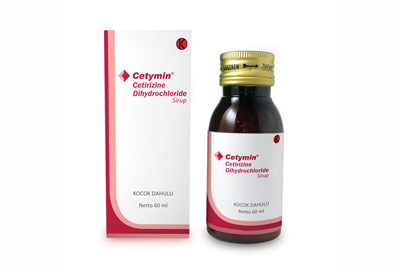 K
Cetymin®
Cetirizine
Dihydrochloride
Sirup
KOCOK DAHULU
Netto 60 ml
Cetymin®
Cetirizine
Dihydrochloride
Sirup
KOCOK DAHULU
Netto 60 ml